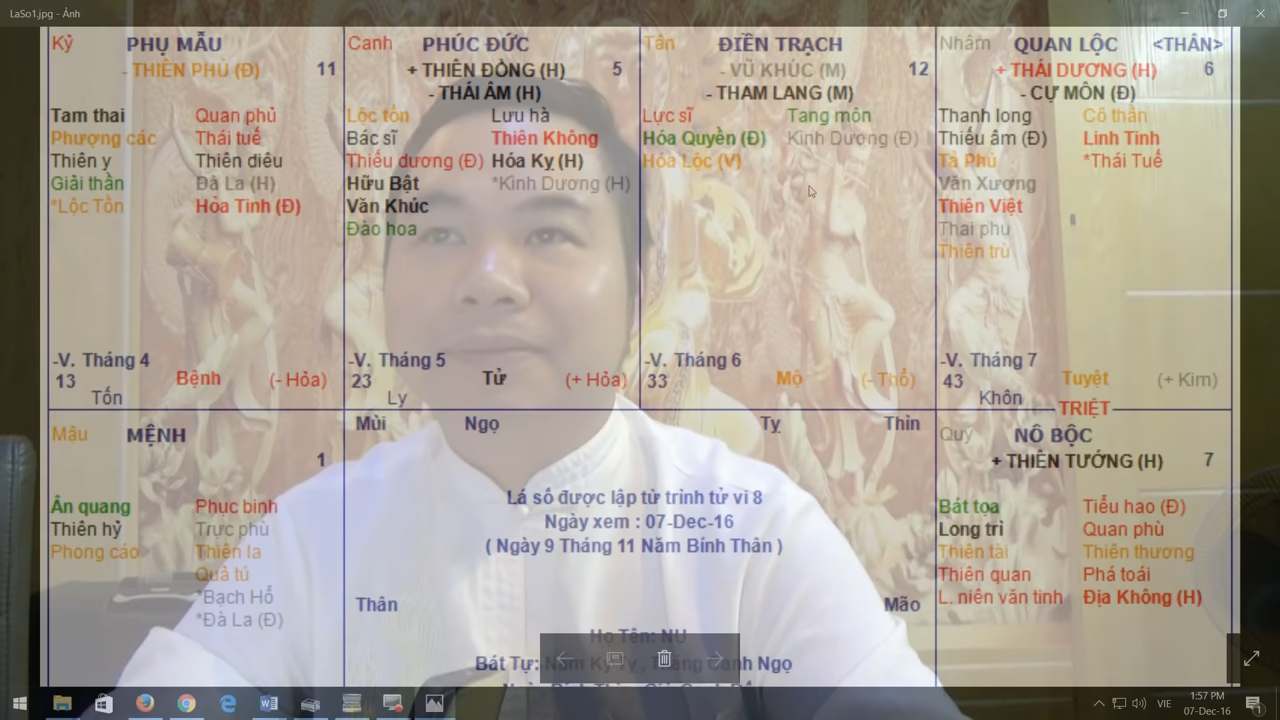 LaSo1.jpg - Ảnh
Kỷ PHỤ MẪU
- THIÊN PHỦ (Đ) 11
Tam thai Quan phủ
Phượng các Thái tuế
Thiên y Thiên diêu
Giải thần Đà La (H)
*Lộc Tồn Hỏa Tinh (Đ)
-V. Tháng 4
13 Bệnh (- Hỏa)
Tốn
Canh PHÚC ĐỨC
+ THIÊN ĐỒNG (H) 5
- THÁI ÂM (H)
Lộc tồn Lưu hà
Bác sĩ Thiên Không
Thiếu dương (Đ) Hóa Kỵ (H)
Hữu Bật *Kình Dương (H)
Văn Khúc
Đào hoa
-V. Tháng 5
23 Tử (+ Hỏa)
Ly
Tân ĐIỀN TRẠCH
- VŨ KHÚC (M) 12
- THAM LANG (M)
Lực sĩ Tang môn
Hóa Quyền (Đ) Kình Dương (Đ)
Hóa Lộc (V)
-V. Tháng 6
33 Mộ (- Thổ)
Nhâm QUAN LỘC <THÂN>
+ THÁI DƯƠNG (H) 6
- CỰ MÔN (Đ)
Thanh long Cô thần
Thiếu âm (Đ) Linh Tinh
Tả Phù *Thái Tuế
Văn Xương
Thiên Việt
Thai phụ
Thiên trù
-V. Tháng 7
43 Tuyệt (+ Kim)
Khôn
TRIỆT
Mậu MỆNH
1
Ân quang Phục binh
Thiên hỷ Trực phù
Phong cáo Thiên la
Quả tú
*Bạch Hổ
*Đà La (Đ)
Mùi Ngọ Tỵ Thìn
Lá số được lập từ trình tử vi 8
Ngày xem : 07-Dec-16
( Ngày 9 Tháng 11 Năm Bính Thân )
Thân Mão
Họ Tên: NU
Bát Tự: Năm Kỷ Tỵ , Tháng Canh Ngọ
Quý NÔ BỘC
+ THIÊN TƯỚNG (H) 7
Bát tọa Tiểu hao (Đ)
Long trì Quan phù
Thiên tài Thiên thương
Thiên quan Phá toái
L. niên văn tinh Địa Không (H)
VIE
1:57 PM
07-Dec-16
1